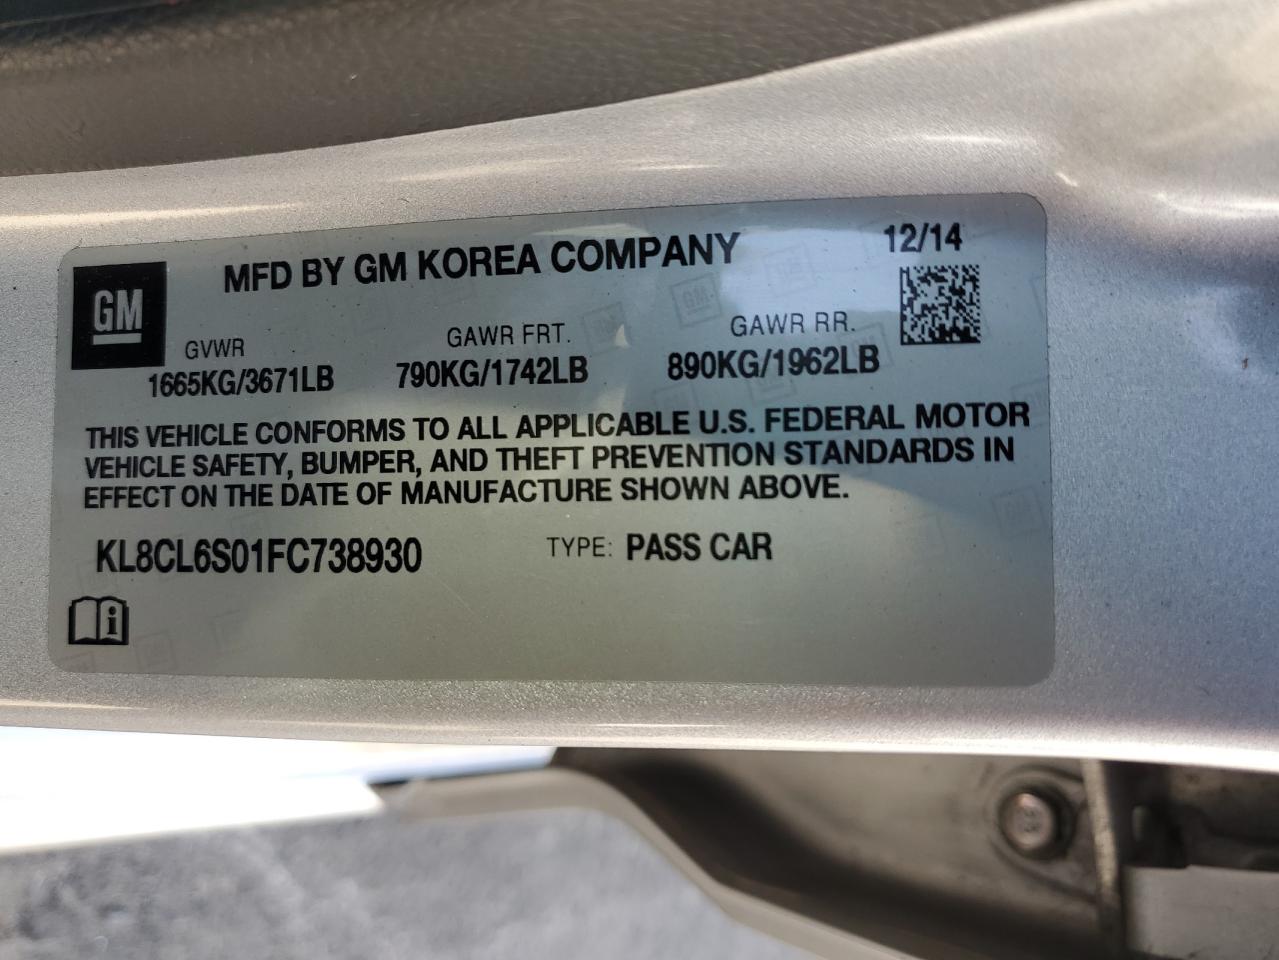 MFD BY GM KOREA COMPANY 12/14
GM
GVWR GAWR FRT. GAWR RR.
1665KG/3671LB 790KG/1742LB 890KG/1962LB
THIS VEHICLE CONFORMS TO ALL APPLICABLE U.S. FEDERAL MOTOR
VEHICLE SAFETY, BUMPER, AND THEFT PREVENTION STANDARDS IN
EFFECT ON THE DATE OF MANUFACTURE SHOWN ABOVE.
KL8CL6S01FC738930 TYPE: PASS CAR
i